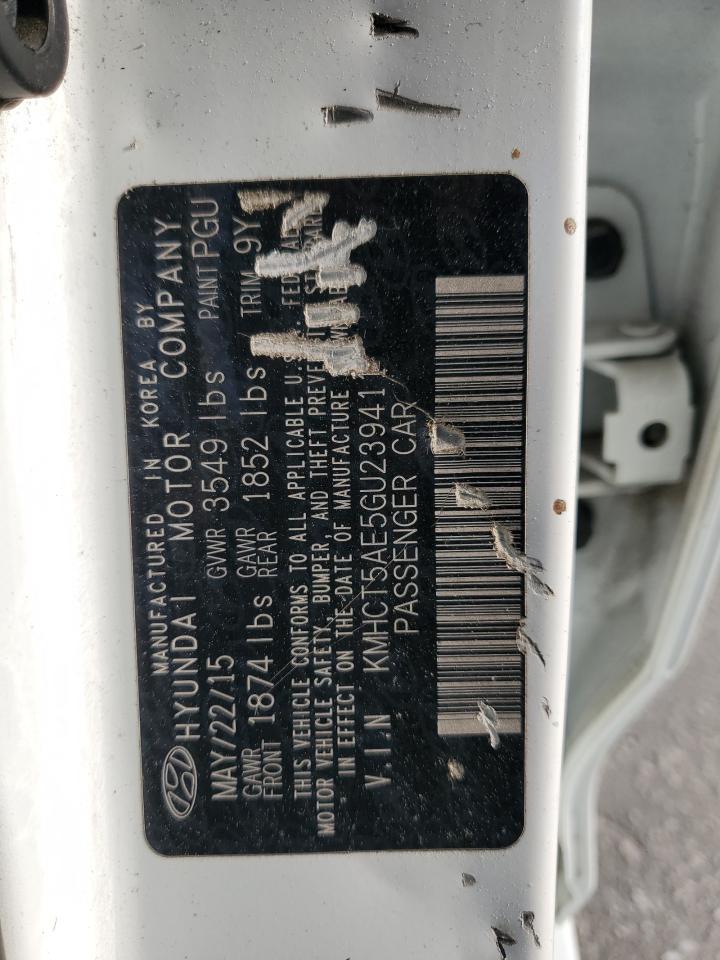 MANUFACTURED IN KOREA BY
HYUNDAI MOTOR COMPANY
MAY/22/15 GVWR 3549 lbs PAINT PGU
GAWR FRONT 1874 lbs GAWR REAR 1852 lbs TRIM 9Y
THIS VEHICLE CONFORMS TO ALL APPLICABLE U.S
MOTOR VEHICLE SAFETY, BUMPER, AND THEFT
IN EFFECT ON THE DATE OF MANUFACTURE
V.I.N KMHCT5AE5GU23941
PASSENGER CAR